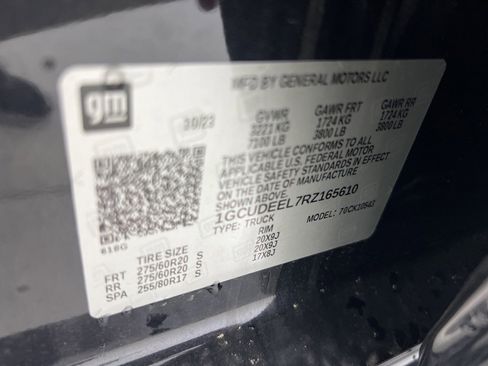 gm
MFD BY GENERAL MOTORS LLC
GVWR GAWR FRT GAWR RR
3221 KG 1724 KG 1724 KG
7100 LB 3800 LB 3800 LB
THIS VEHICLE CONFORMS TO ALL
APPLICABLE U.S. FEDERAL MOTOR
VEHICLE SAFETY STANDARDS
IN EFFECT ON THE DATE OF MANUFACTURE
SHOWN ABOVE.
1GCUDEEL7RZ165610
TYPE: TRUCK MODEL:
TIRE SIZE RIM
FRT 275/60R20 S 20X9J
RR 275/60R20 S 20X9J
SPA 255/80R17 S 17X8J